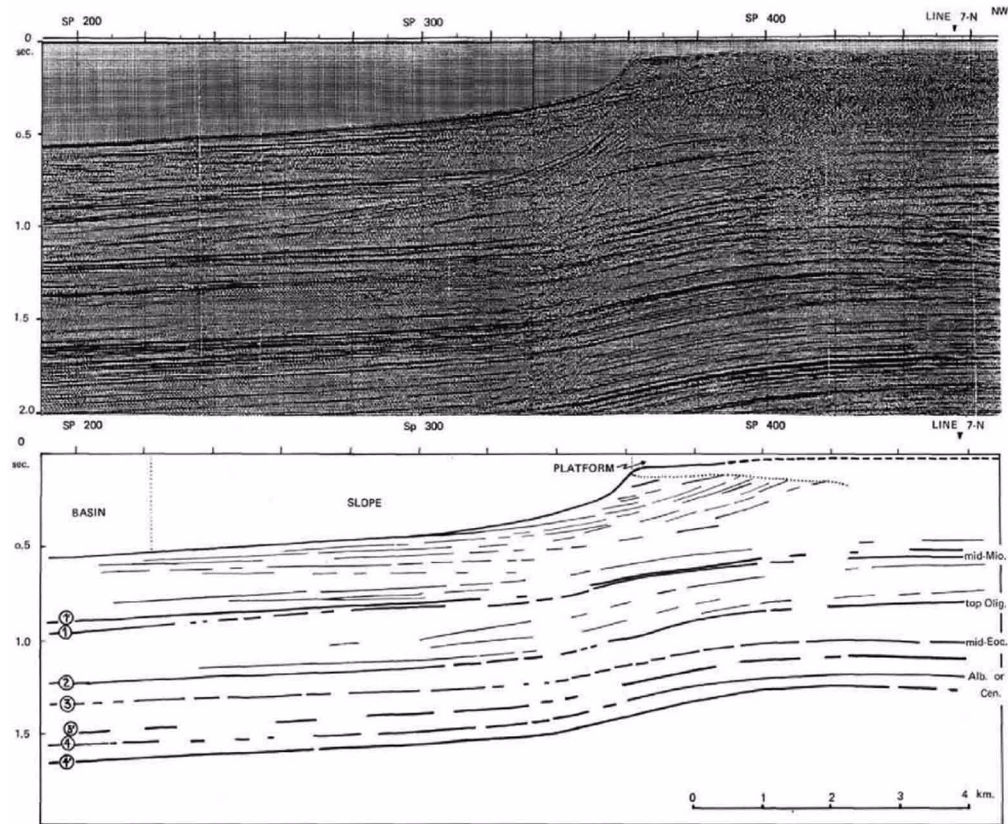 SP 200 SP 300 SP 400 LINE 7-N NW
0
sec.
0.5
1.0
1.5
2.0
SP 200 Sp 300 SP 400 LINE 7-N
0
sec.
PLATFORM
BASIN SLOPE
0.5
mid-Mio.
1'
1
top Olig.
1.0
mid-Eoc.
2
Alb. or
3
Cen.
3'
1.5
4
4'
0 1 2 3 4 km.